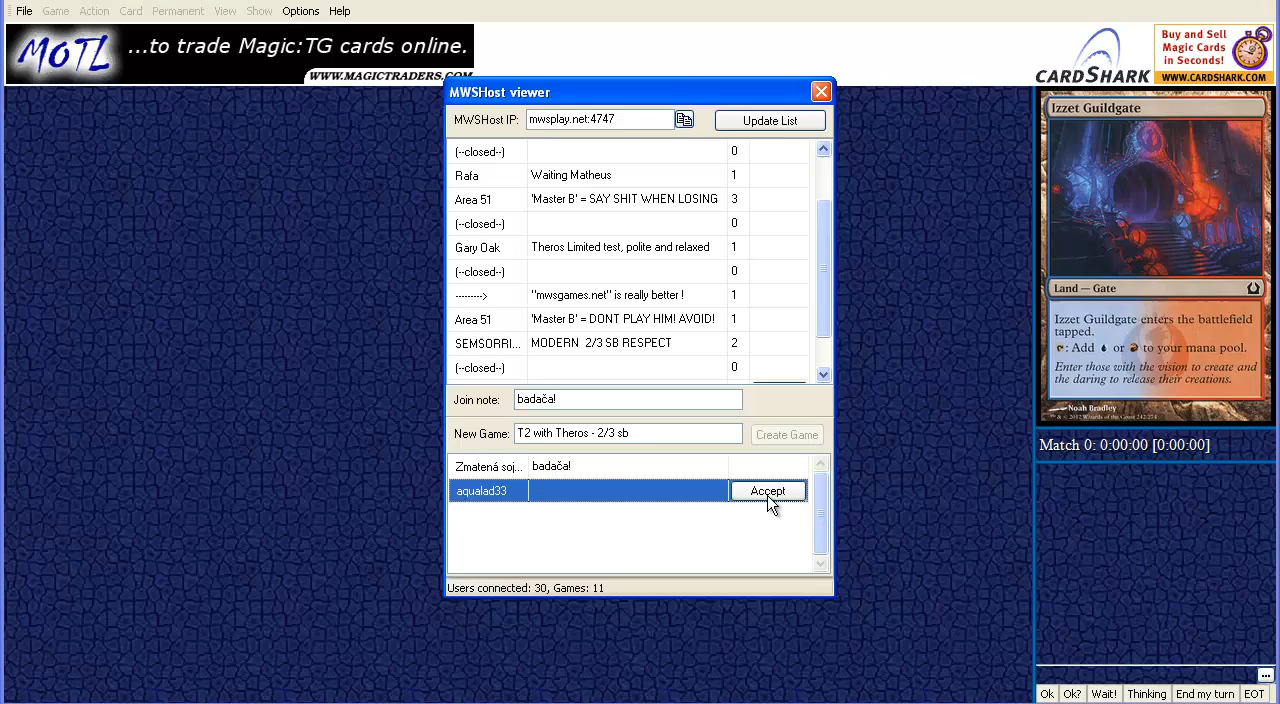 File Game Action Card Permanent View Show Options Help
MOTL ...to trade Magic:TG cards online.
WWW.MAGICTRADERS.COM
CARDSHARK
Buy and Sell
Magic Cards
in Seconds!
WWW.CARDSHARK.COM
MWSHost viewer
MWSHost IP: mwsplay.net:4747 Update List
(--closed--) 0
Rafa Waiting Matheus 1
Area 51 'Master B' = SAY SHIT WHEN LOSING 3
(--closed--) 0
Gary Oak Theros Limited test, polite and relaxed 1
(--closed--) 0
---------> "mwsgames.net" is really better ! 1
Area 51 'Master B' = DONT PLAY HIM! AVOID! 1
SEMSORRI... MODERN 2/3 SB RESPECT 2
(--closed--) 0
Join note: badača!
New Game: T2 with Theros - 2/3 sb Create Game
Zmatená soj... badača!
aqualad33 Accept
Users connected: 30, Games: 11
Izzet Guildgate
Land — Gate
Izzet Guildgate enters the battlefield
tapped.
: Add or to your mana pool.
Enter those with the vision to create and
the daring to release their creations.
Noah Bradley
™ & © 2012 Wizards of the Coast 242/274
Match 0: 0:00:00 [0:00:00]
...
Ok Ok? Wait! Thinking End my turn EOT